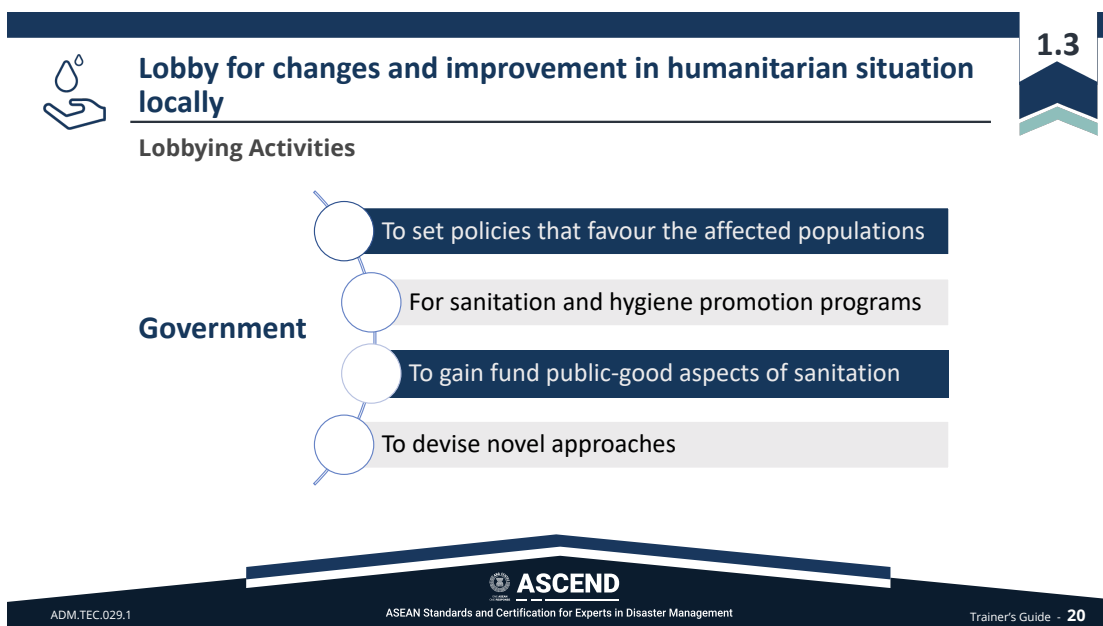 1.3
Lobby for changes and improvement in humanitarian situation
locally
Lobbying Activities
Government
To set policies that favour the affected populations
For sanitation and hygiene promotion programs
To gain fund public-good aspects of sanitation
To devise novel approaches
ASCEND
ASEAN Standards and Certification for Experts in Disaster Management
ADM.TEC.029.1
Trainer's Guide - 20